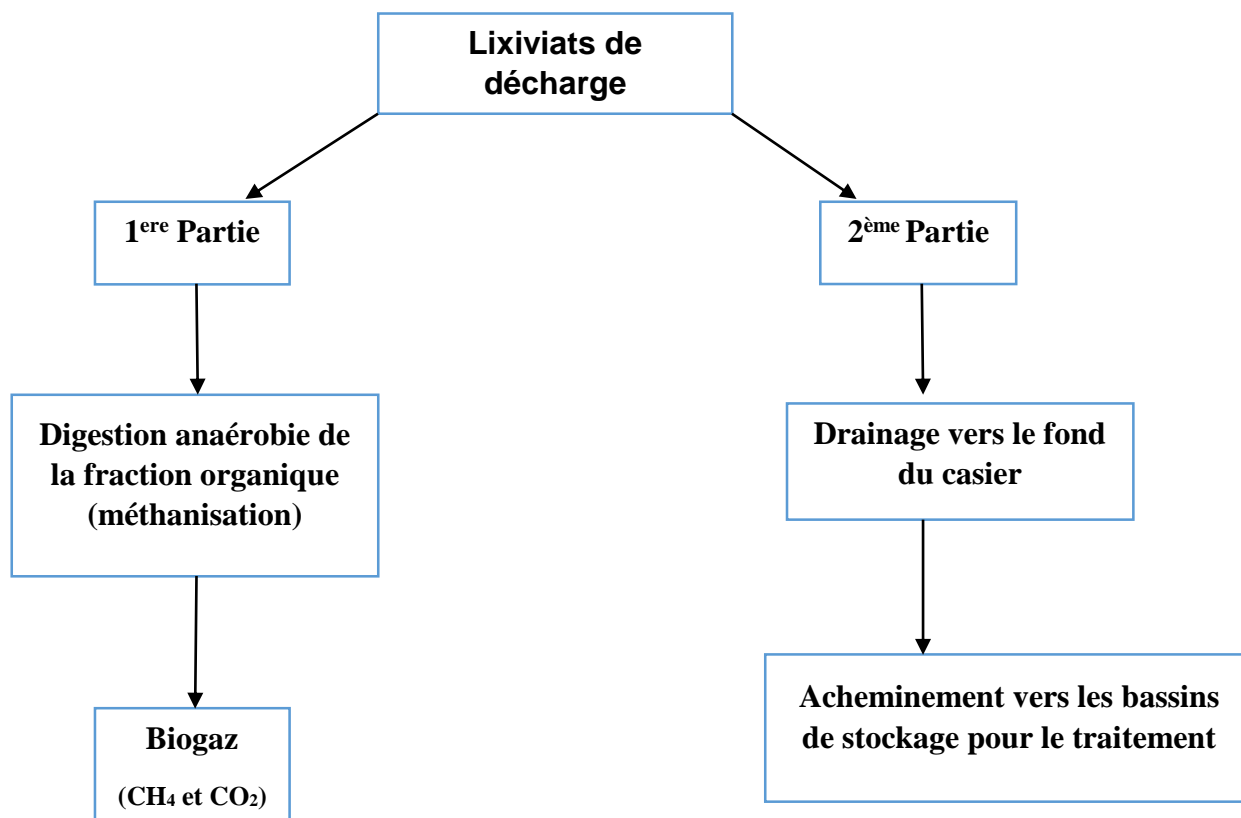 Lixiviats de
décharge
1ere Partie
2ème Partie
Digestion anaérobie de
la fraction organique
(méthanisation)
Drainage vers le fond
du casier
Biogaz
(CH4 et CO2)
Acheminement vers les bassins
de stockage pour le traitement